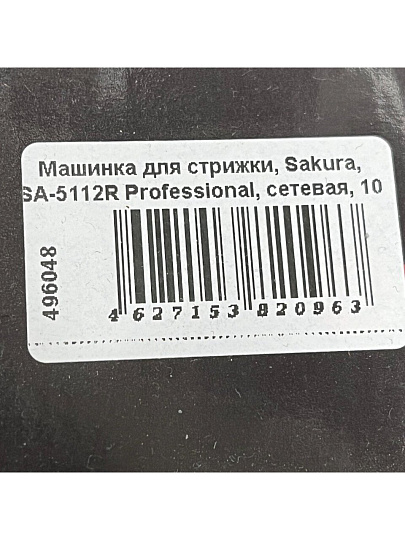 Машинка для стрижки, Sakura,
SA-5112R Professional, сетевая, 10
496048
4 627153 820963